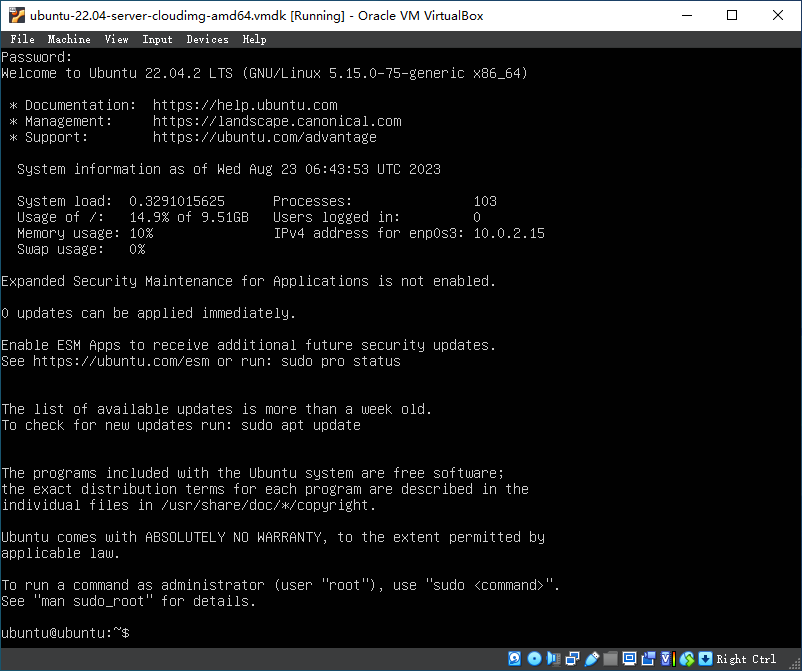 ubuntu-22.04-server-cloudimg-amd64.vmdk [Running] - Oracle VM VirtualBox
File Machine View Input Devices Help
Password:
Welcome to Ubuntu 22.04.2 LTS (GNU/Linux 5.15.0-75-generic x86_64)
* Documentation: https://help.ubuntu.com
* Management: https://landscape.canonical.com
* Support: https://ubuntu.com/advantage
System information as of Wed Aug 23 06:43:53 UTC 2023
System load: 0.3291015625 Processes: 103
Usage of /: 14.9% of 9.51GB Users logged in: 0
Memory usage: 10% IPv4 address for enp0s3: 10.0.2.15
Swap usage: 0%
Expanded Security Maintenance for Applications is not enabled.
0 updates can be applied immediately.
Enable ESM Apps to receive additional future security updates.
See https://ubuntu.com/esm or run: sudo pro status
The list of available updates is more than a week old.
To check for new updates run: sudo apt update
The programs included with the Ubuntu system are free software;
the exact distribution terms for each program are described in the
individual files in /usr/share/doc/*/copyright.
Ubuntu comes with ABSOLUTELY NO WARRANTY, to the extent permitted by
applicable law.
To run a command as administrator (user "root"), use "sudo <command>".
See "man sudo_root" for details.
ubuntu@ubuntu:~$
Right Ctrl